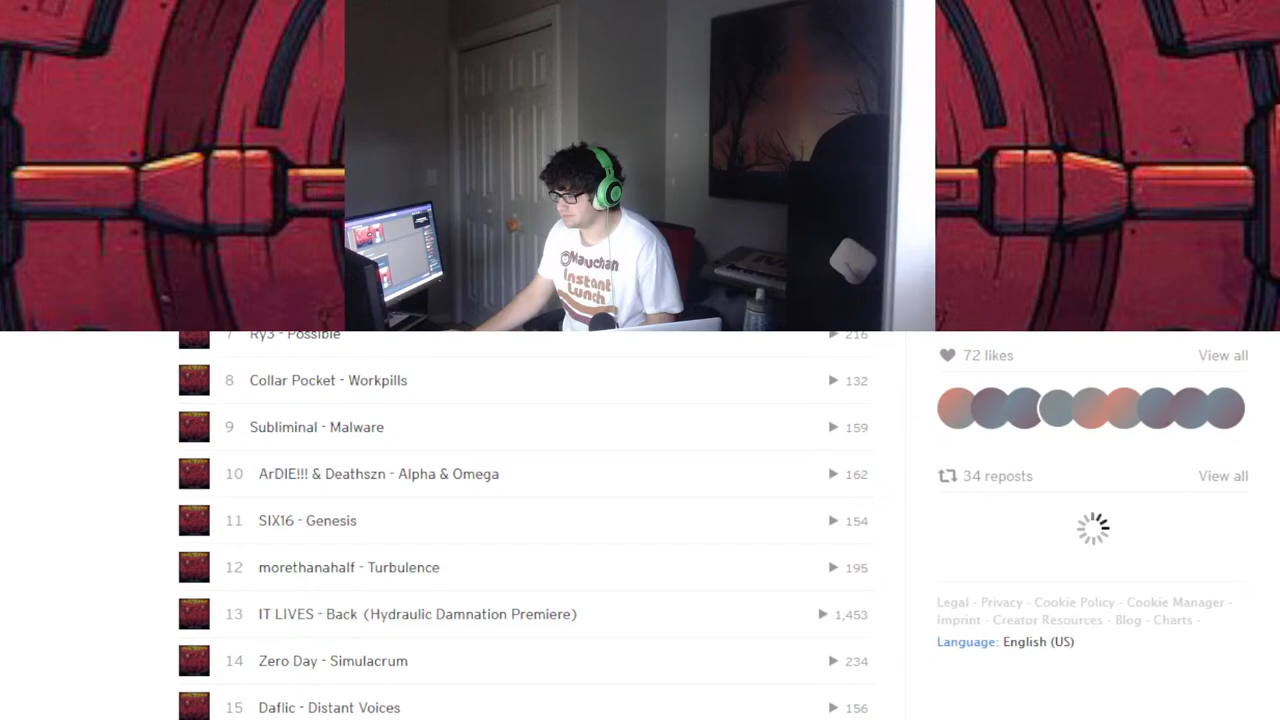 Maruchan
Instant
Lunch
7 Ry3 - Possible 216
8 Collar Pocket - Workpills 132
9 Subliminal - Malware 159
10 ArDIE!!! & Deathszn - Alpha & Omega 162
11 SIX16 - Genesis 154
12 morethanahalf - Turbulence 195
13 IT LIVES - Back (Hydraulic Damnation Premiere) 1,453
14 Zero Day - Simulacrum 234
15 Daflic - Distant Voices 156
72 likes View all
34 reposts View all
Legal - Privacy - Cookie Policy - Cookie Manager -
Imprint - Creator Resources - Blog - Charts -
Language: English (US)